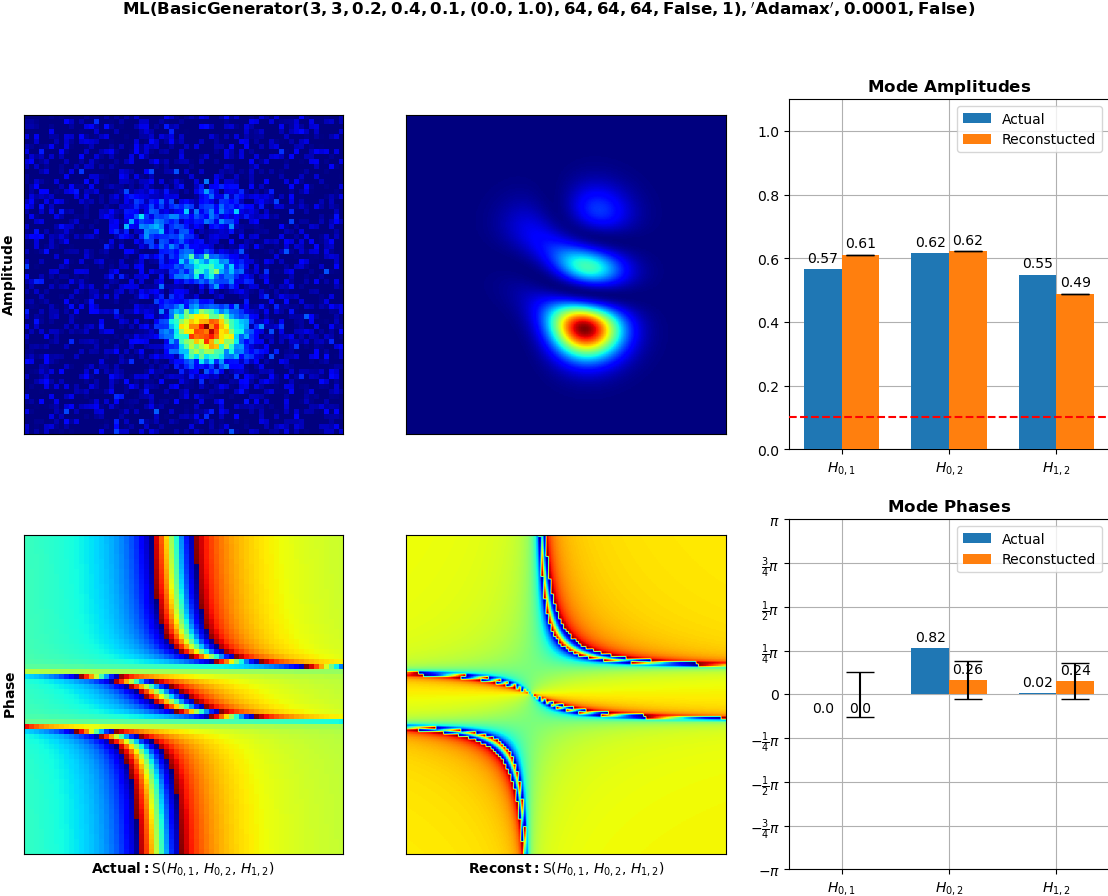 ML(BasicGenerator(3, 3, 0.2, 0.4, 0.1, (0.0, 1.0), 64, 64, 64, False, 1), ′Adamax′, 0.0001, False)
Amplitude
Mode Amplitudes
Actual
Reconstucted
1.0
0.8
0.6
0.4
0.2
0.0
0.57
0.61
0.62
0.62
0.55
0.49
H0,1
H0,2
H1,2
Phase
Actual: S(H0,1, H0,2, H1,2)
Reconst: S(H0,1, H0,2, H1,2)
Mode Phases
Actual
Reconstucted
π
3/4π
1/2π
1/4π
0
−1/4π
−1/2π
−3/4π
−π
0.0
0.0
0.82
0.26
0.02
0.24
H0,1
H0,2
H1,2